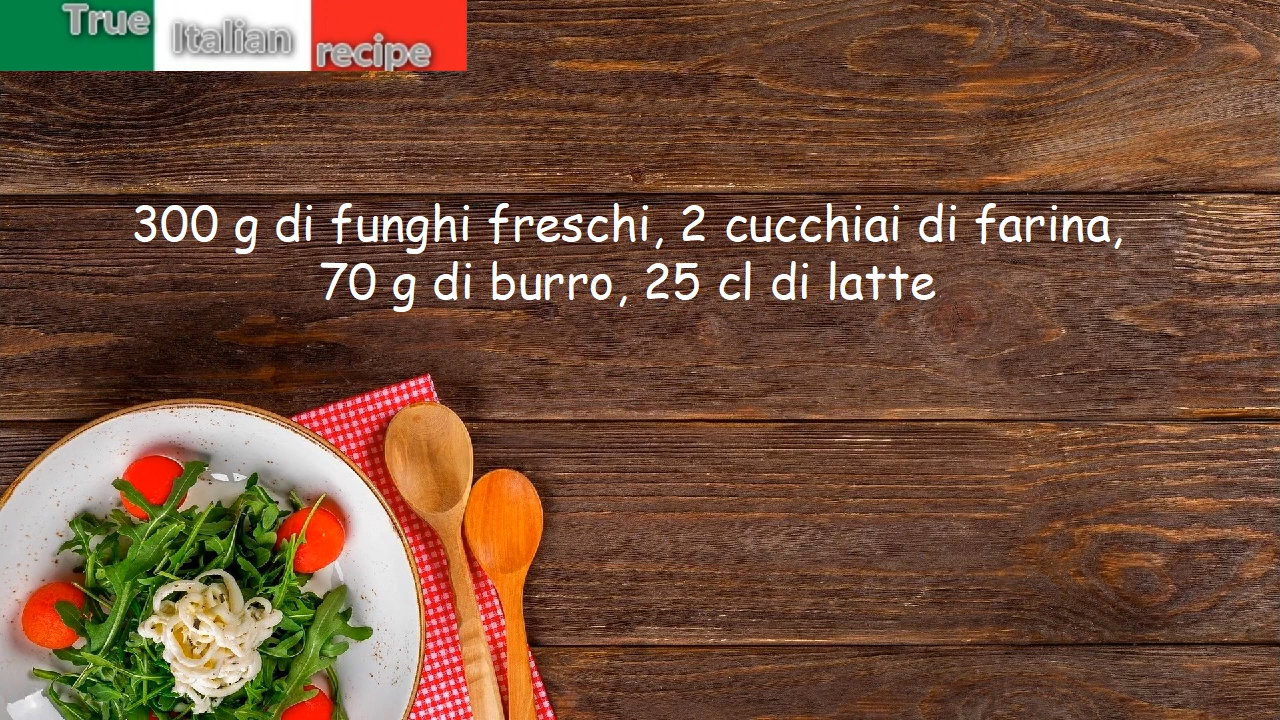 True
Italian
recipe
300 g di funghi freschi, 2 cucchiai di farina,
70 g di burro, 25 cl di latte